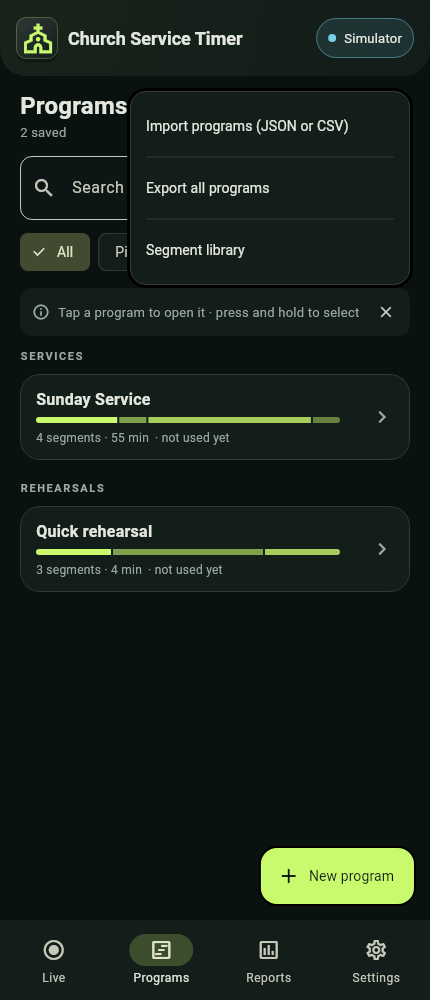 Church Service Timer
Simulator
Programs
2 saved
Import programs (JSON or CSV)
Export all programs
Segment library
Search
All
Tap a program to open it · press and hold to select
SERVICES
Sunday Service
4 segments · 55 min · not used yet
REHEARSALS
Quick rehearsal
3 segments · 4 min · not used yet
New program
Live
Programs
Reports
Settings